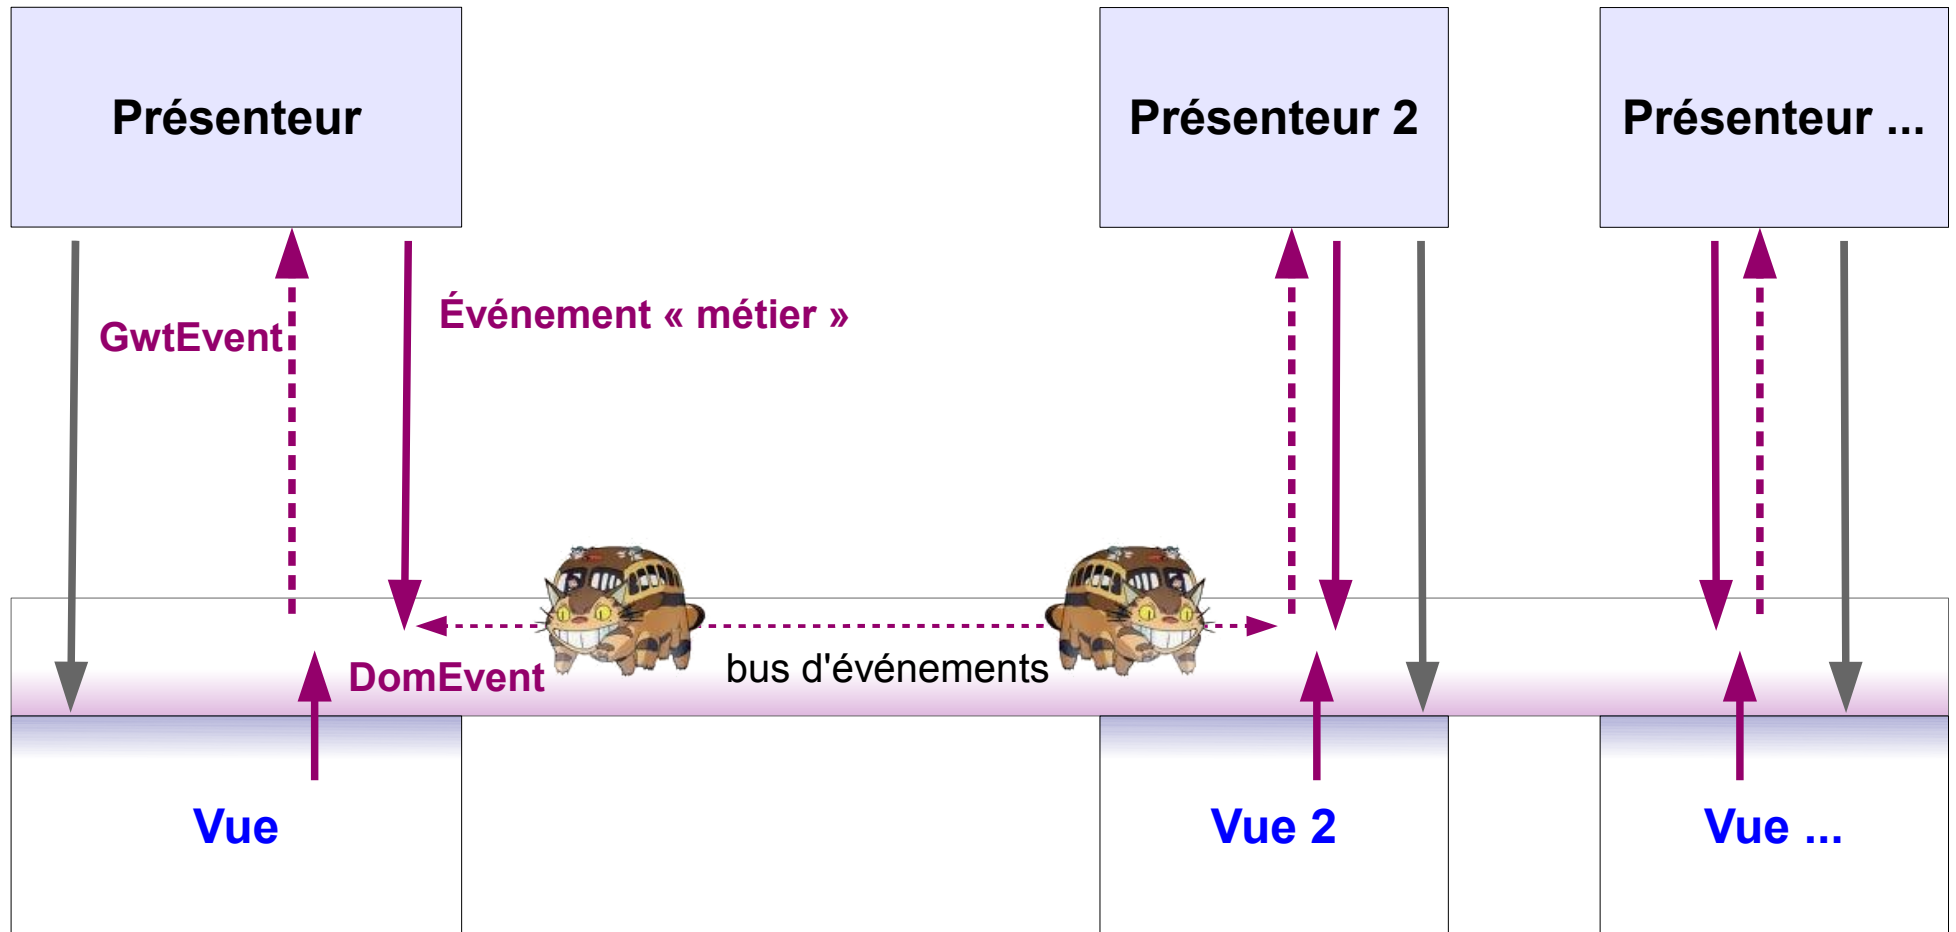 Présenteur
Présenteur 2
Présenteur ...
GwtEvent
Événement « métier »
DomEvent
bus d'événements
Vue
Vue 2
Vue ...